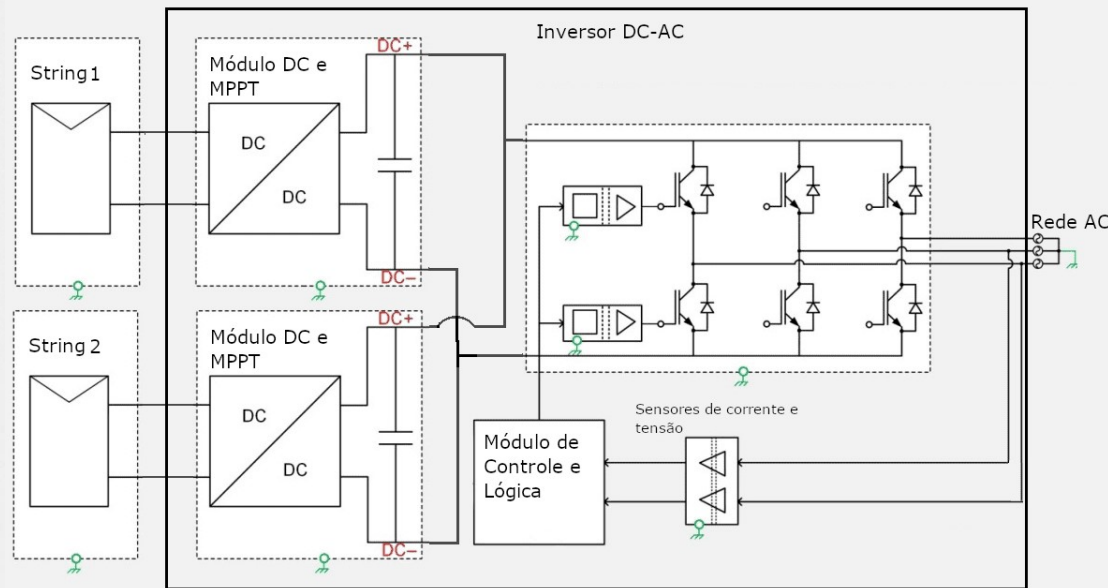 Inversor DC-AC
String 1
Módulo DC e
MPPT
DC+
DC
DC
DC–
Rede AC
String 2
Módulo DC e
MPPT
DC+
DC
DC
DC–
Sensores de corrente e
tensão
Módulo de
Controle e
Lógica